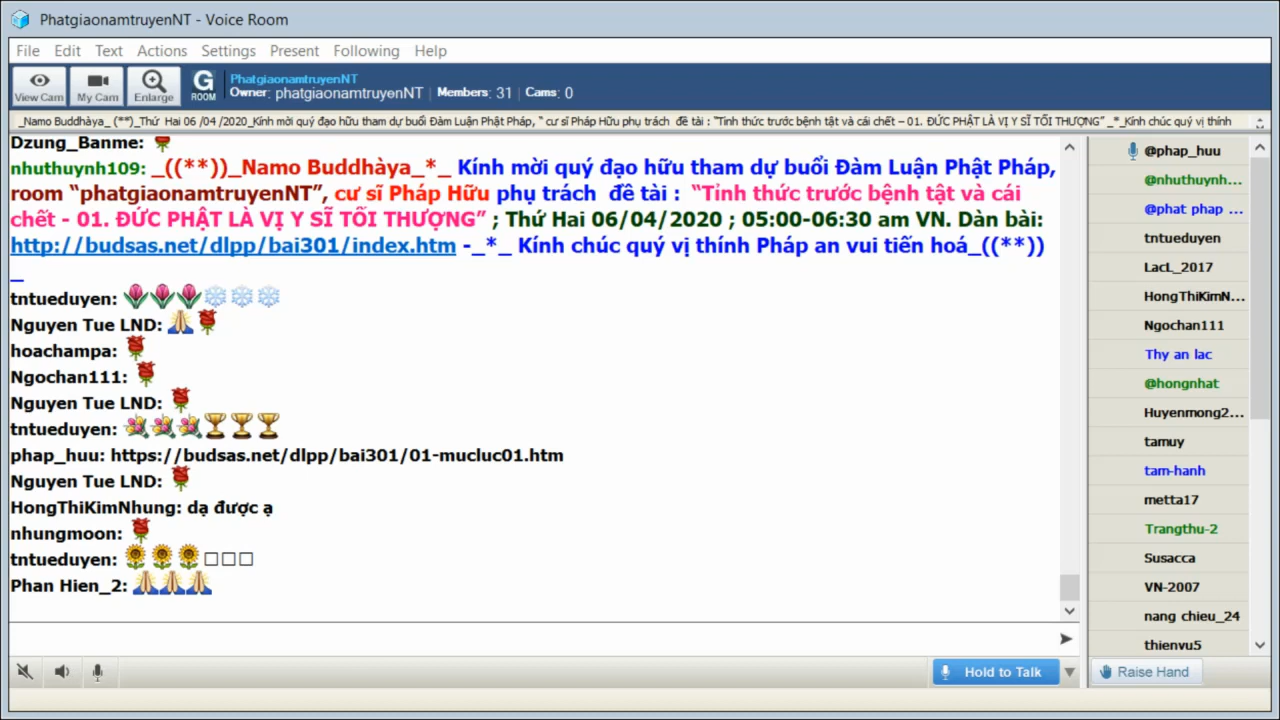 PhatgiaonamtruyenNT - Voice Room
File Edit Text Actions Settings Present Following Help
View Cam My Cam Enlarge G ROOM
PhatgiaonamtruyenNT
Owner: phatgiaonamtruyenNT | Members: 31 | Cams: 0
_Namo Buddhàya_ (**)_Thứ Hai 06 /04 /2020_Kính mời quý đạo hữu tham dự buổi Đàm Luận Phật Pháp, “ cư sĩ Pháp Hữu phụ trách đề tài : “Tỉnh thức trước bệnh tật và cái chết – 01. ĐỨC PHẬT LÀ VỊ Y SĨ TỐI THƯỢNG” _*_Kính chúc quý vị thính
Dzung_Banme:
nhuthuynh109: _((**))_Namo Buddhàya_*_ Kính mời quý đạo hữu tham dự buổi Đàm Luận Phật Pháp,
room “phatgiaonamtruyenNT”, cư sĩ Pháp Hữu phụ trách đề tài : “Tỉnh thức trước bệnh tật và cái
chết - 01. ĐỨC PHẬT LÀ VỊ Y SĨ TỐI THƯỢNG” ; Thứ Hai 06/04/2020 ; 05:00-06:30 am VN. Dàn bài:
http://budsas.net/dlpp/bai301/index.htm -_*_ Kính chúc quý vị thính Pháp an vui tiến hoá_((**))
_
tntueduyen:
Nguyen Tue LND:
hoachampa:
Ngochan111:
Nguyen Tue LND:
tntueduyen:
phap_huu: https://budsas.net/dlpp/bai301/01-mucluc01.htm
Nguyen Tue LND:
HongThiKimNhung: dạ được ạ
nhungmoon:
tntueduyen: □□□
Phan Hien_2:
@phap_huu
@nhuthuynh...
@phat phap ...
tntueduyen
LacL_2017
HongThiKimN...
Ngochan111
Thy an lac
@hongnhat
Huyenmong2...
tamuy
tam-hanh
metta17
Trangthu-2
Susacca
VN-2007
nang chieu_24
thienvu5
Hold to Talk
Raise Hand